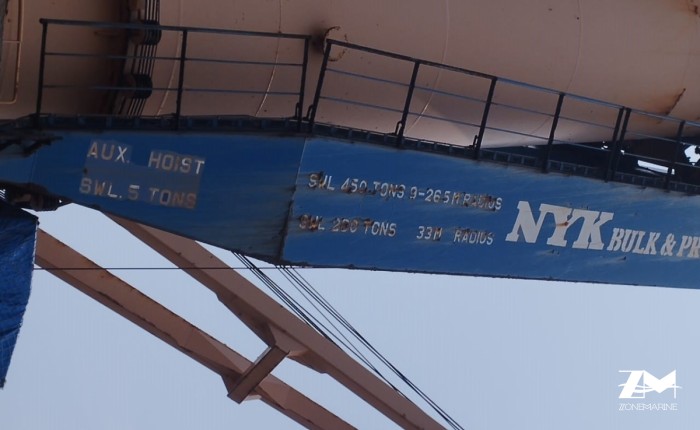 AUX. HOIST
SWL. 5 TONS
SWL 450 TONS 9-26.5M RADIUS
SWL 200 TONS 33M RADIUS
NYK BULK & PR
ZM
ZONEMARINE